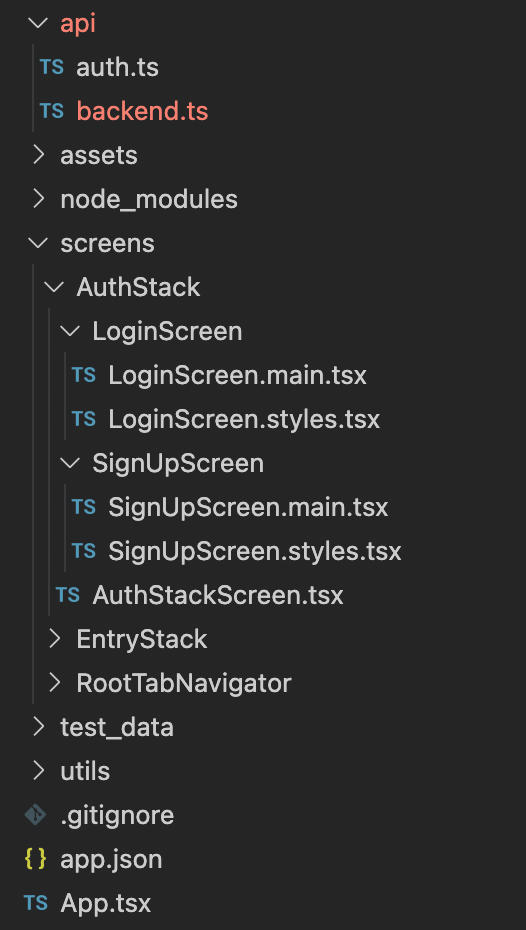 api
TS auth.ts
TS backend.ts
assets
node_modules
screens
AuthStack
LoginScreen
TS LoginScreen.main.tsx
TS LoginScreen.styles.tsx
SignUpScreen
TS SignUpScreen.main.tsx
TS SignUpScreen.styles.tsx
TS AuthStackScreen.tsx
EntryStack
RootTabNavigator
test_data
utils
.gitignore
{} app.json
TS App.tsx